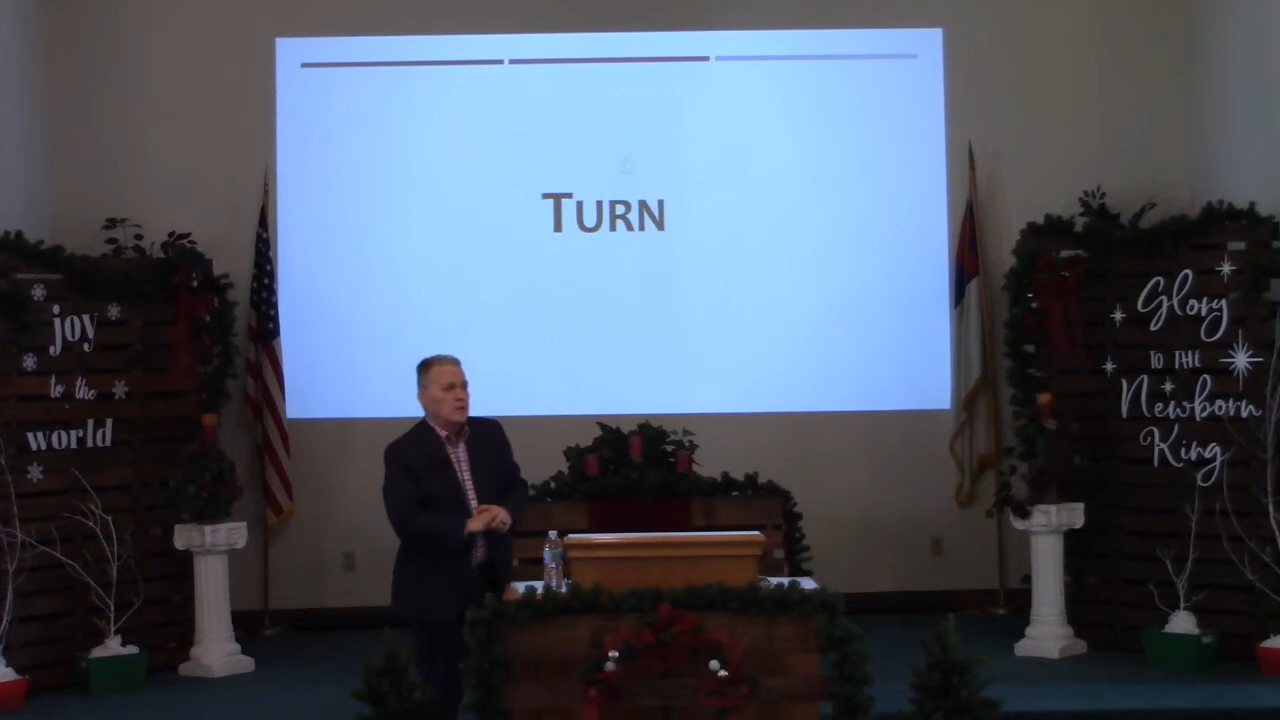 TURN
joy
to the
world
Glory
TO THE
Newborn
King